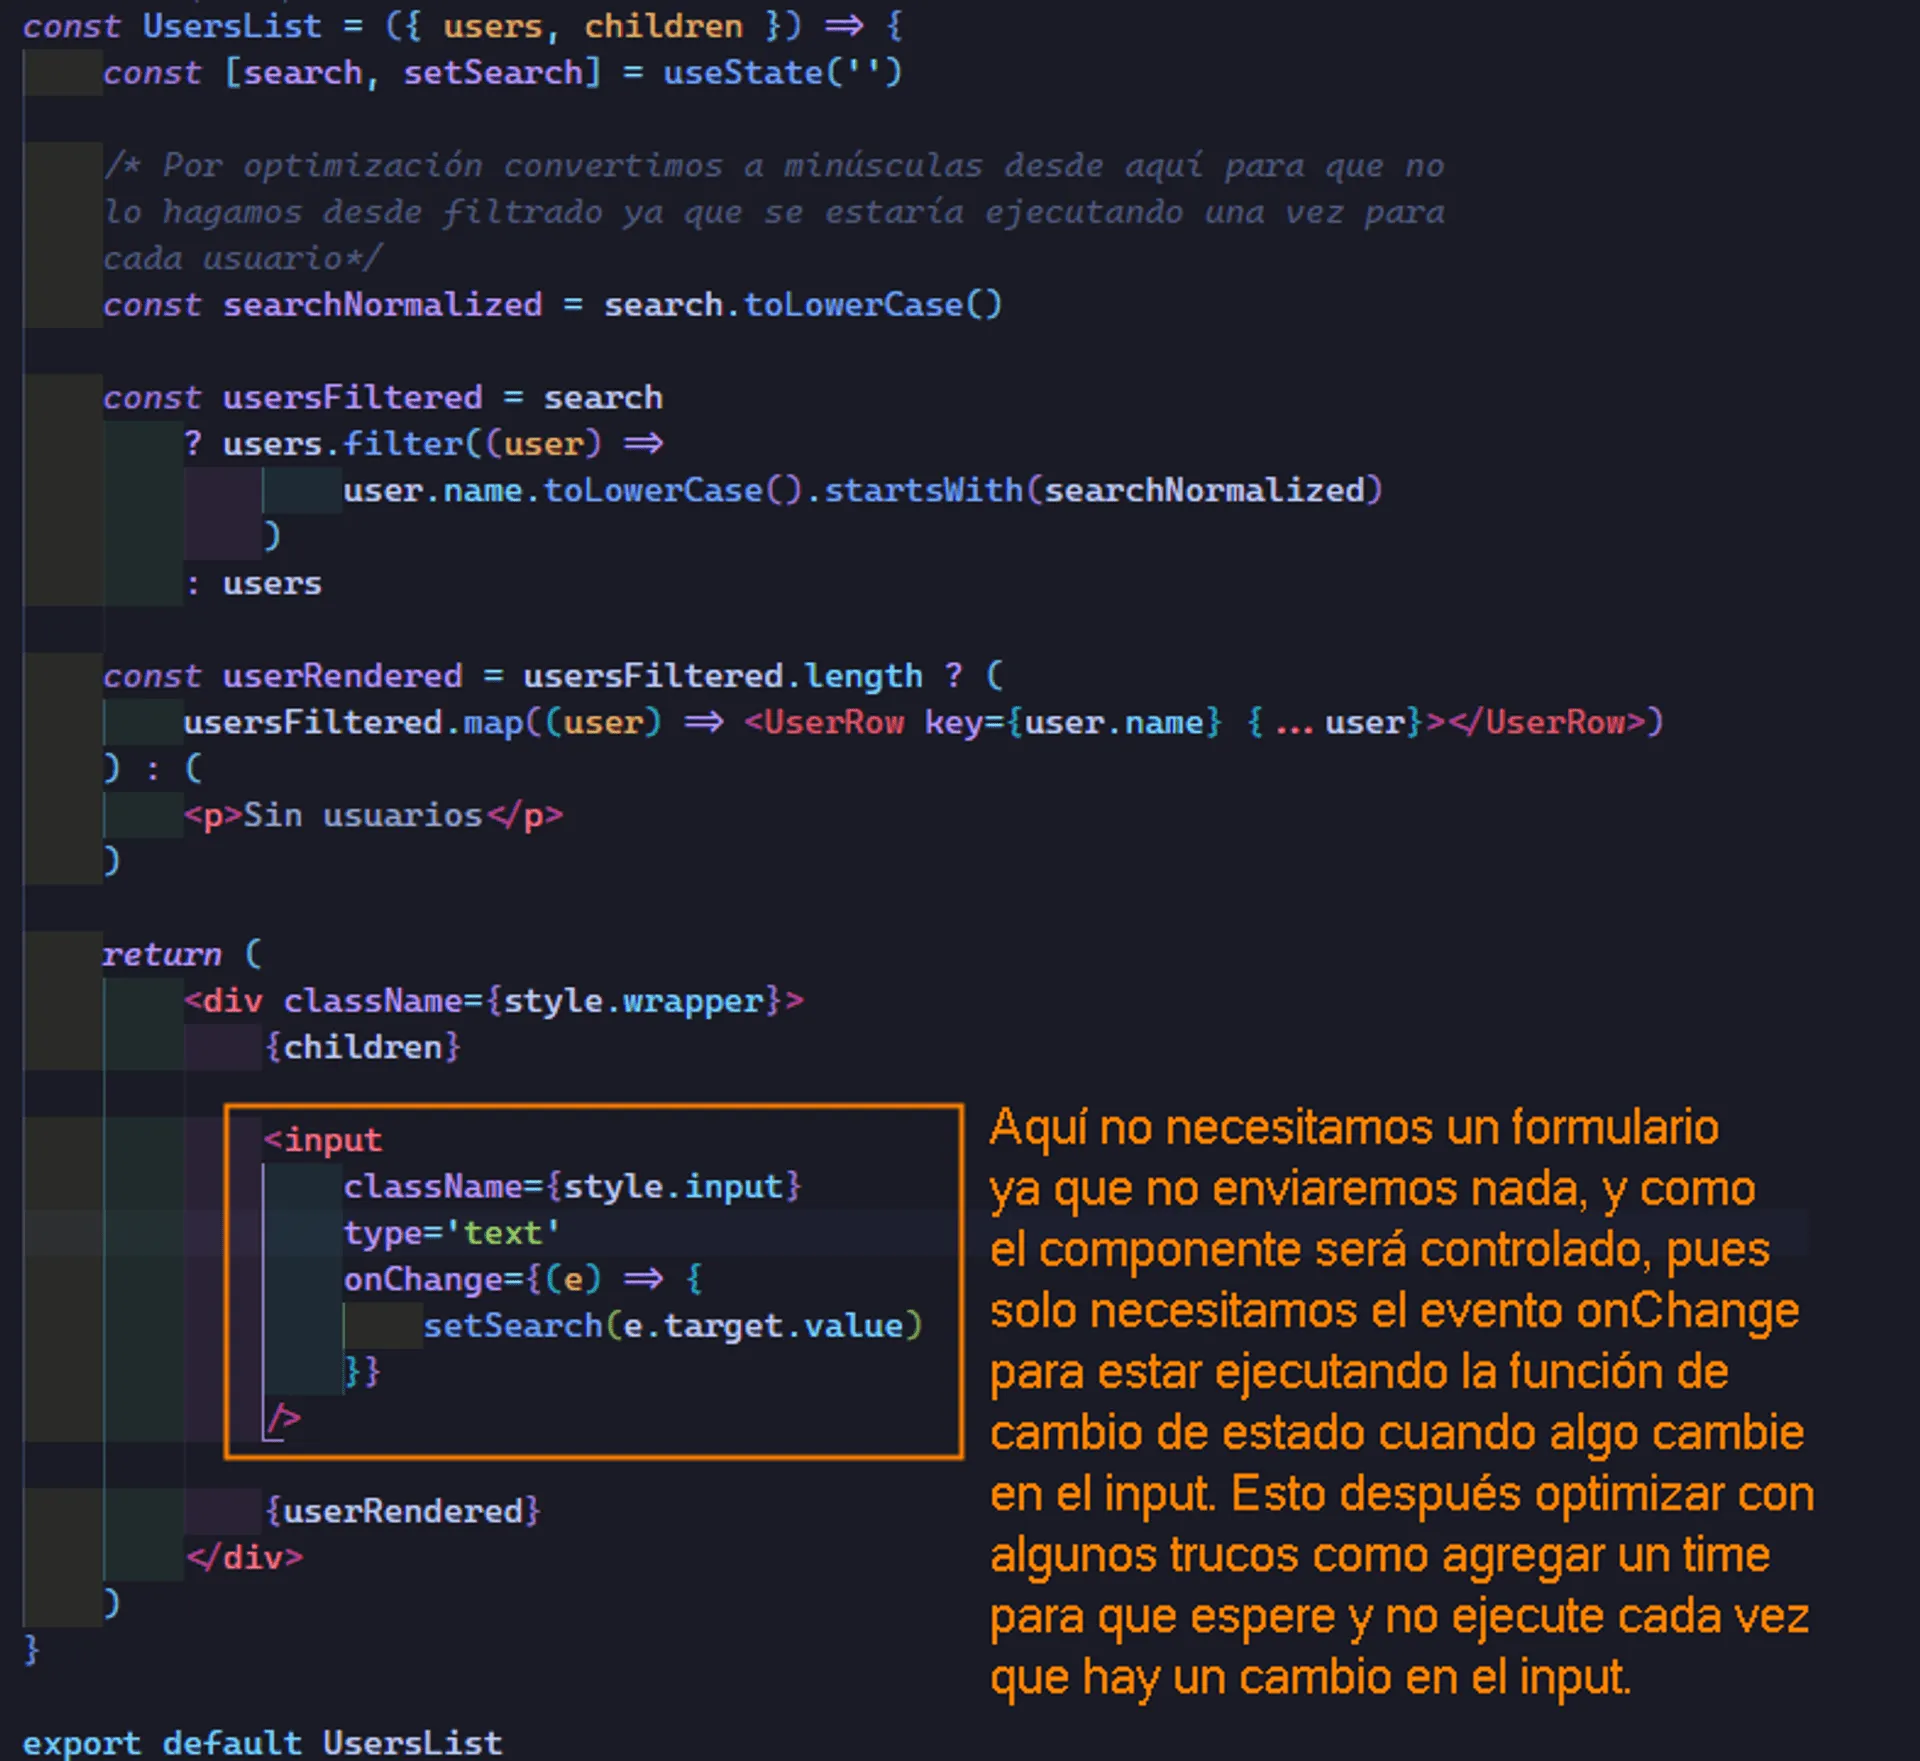 const UsersList = ({ users, children }) => {
const [search, setSearch] = useState('')
/* Por optimización convertimos a minúsculas desde aquí para que no
lo hagamos desde filtrado ya que se estaría ejecutando una vez para
cada usuario*/
const searchNormalized = search.toLowerCase()
const usersFiltered = search
? users.filter((user) =>
user.name.toLowerCase().startsWith(searchNormalized)
)
: users
const userRendered = usersFiltered.length ? (
usersFiltered.map((user) => <UserRow key={user.name} {...user}></UserRow>)
) : (
<p>Sin usuarios</p>
)
return (
<div className={style.wrapper}>
{children}
<input
className={style.input}
type='text'
onChange={(e) => {
setSearch(e.target.value)
}}
/>
{userRendered}
</div>
)
}
export default UsersList
Aquí no necesitamos un formulario
ya que no enviaremos nada, y como
el componente será controlado, pues
solo necesitamos el evento onChange
para estar ejecutando la función de
cambio de estado cuando algo cambie
en el input. Esto después optimizar con
algunos trucos como agregar un time
para que espere y no ejecute cada vez
que hay un cambio en el input.